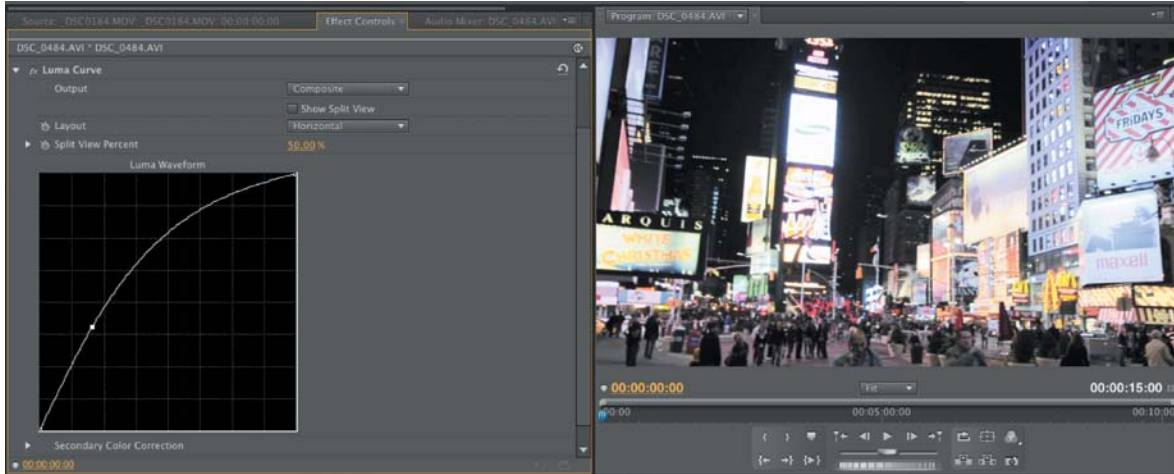 Source: _DSC0184.MOV: _DSC0184.MOV: 00:00:00:00
Effect Controls
Audio Mixer: DSC_0484.AVI
Program: DSC_0484.AVI
DSC_0484.AVI * DSC_0484.AVI
fx Luma Curve
Output
Composite
Show Split View
Layout
Horizontal
Split View Percent
50.00 %
Luma Waveform
Secondary Color Correction
00:00:00:00
FRiDAYS
ARQUIS
WHITE
CHRISTMAS
maxell
00:00:00:00
Fit
00:00:15:00
00:00
00:05:00:00
00:10:00